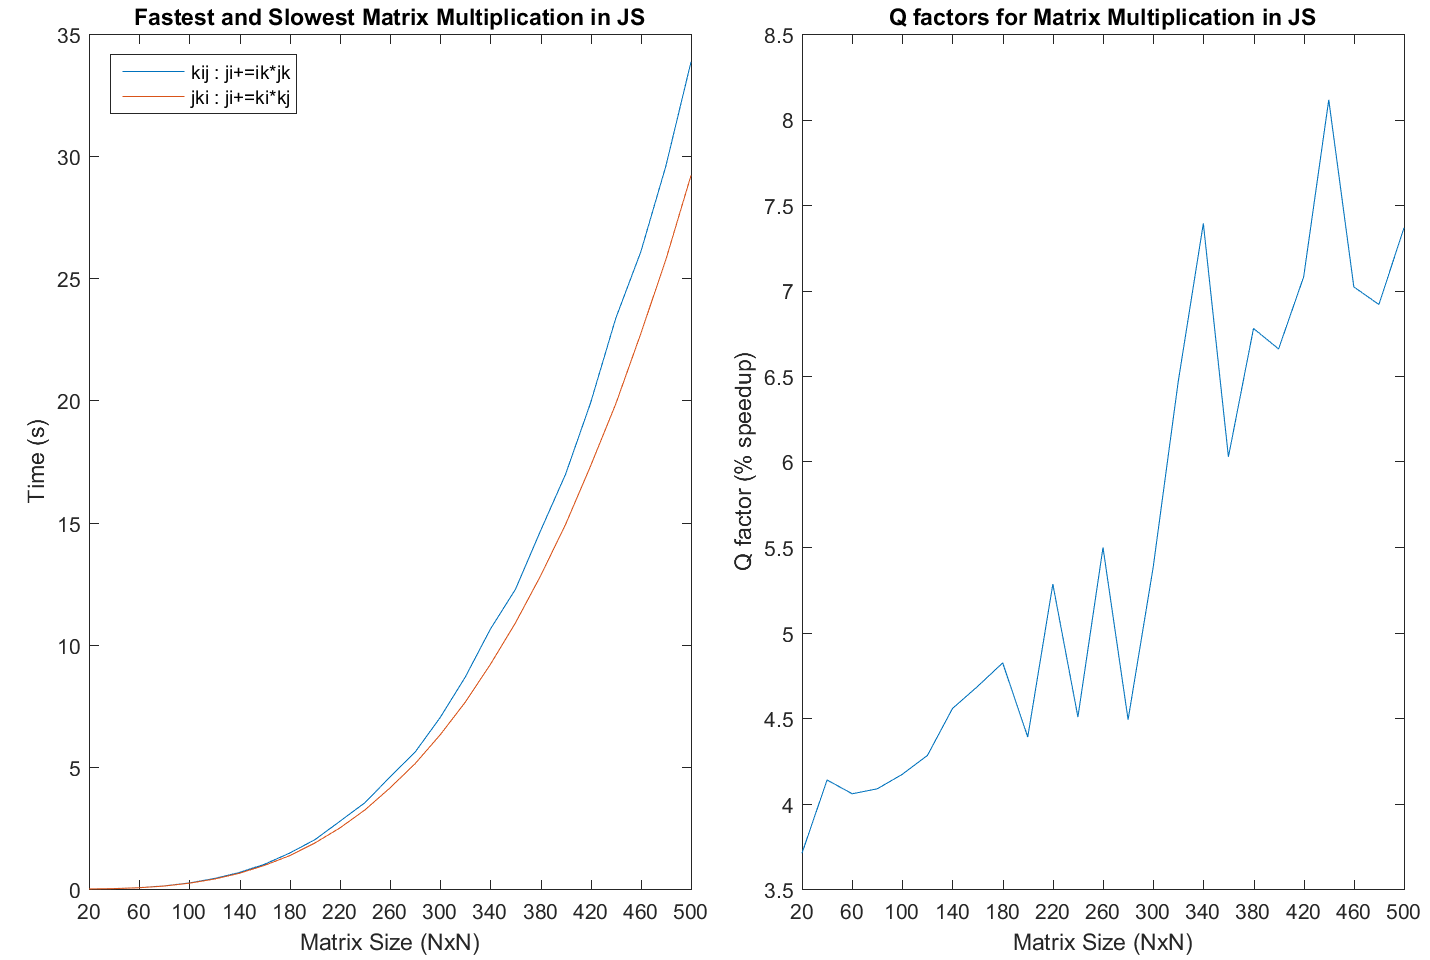 Fastest and Slowest Matrix Multiplication in JS
35
30
25
20
15
10
5
0
kij : ji+=ik*jk
jki : ji+=ki*kj
Time (s)
20 60 100 140 180 220 260 300 340 380 420 460 500
Matrix Size (NxN)
Q factors for Matrix Multiplication in JS
8.5
8
7.5
7
6.5
6
5.5
5
4.5
4
3.5
Q factor (% speedup)
20 60 100 140 180 220 260 300 340 380 420 460 500
Matrix Size (NxN)